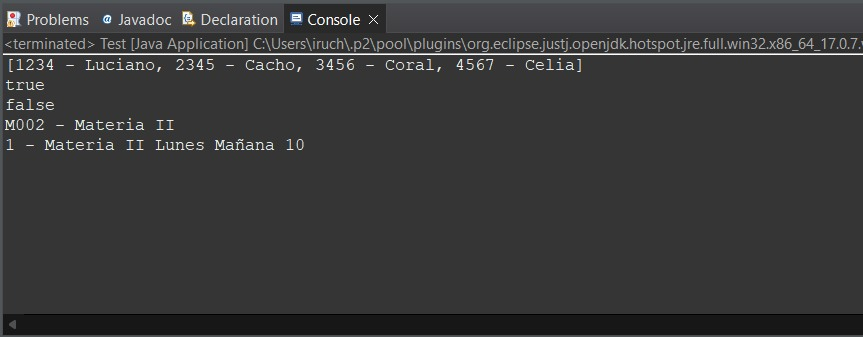 Problems @ Javadoc Declaration Console
<terminated> Test [Java Application] C:\Users\iruch\.p2\pool\plugins\org.eclipse.justj.openjdk.hotspot.jre.full.win32.x86_64_17.0.7.
[1234 - Luciano, 2345 - Cacho, 3456 - Coral, 4567 - Celia]
true
false
M002 - Materia II
1 - Materia II Lunes Mañana 10